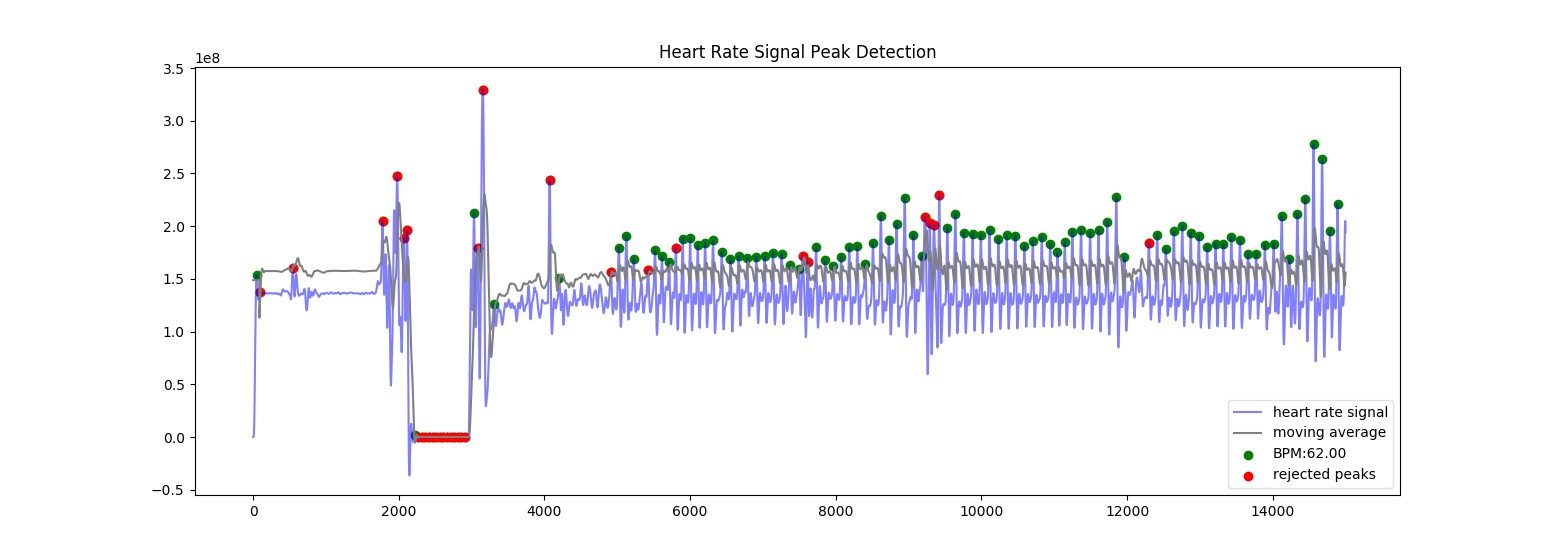 Heart Rate Signal Peak Detection
1e8
3.5
3.0
2.5
2.0
1.5
1.0
0.5
0.0
−0.5
0 2000 4000 6000 8000 10000 12000 14000
heart rate signal
moving average
BPM:62.00
rejected peaks